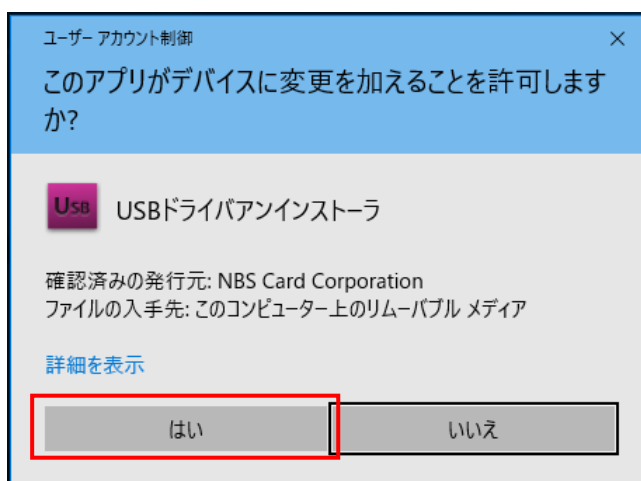 ユーザー アカウント制御
このアプリがデバイスに変更を加えることを許可します
か?
USB
USBドライバアンインストーラ
確認済みの発行元: NBS Card Corporation
ファイルの入手先: このコンピューター上のリムーバブル メディア
詳細を表示
はい
いいえ